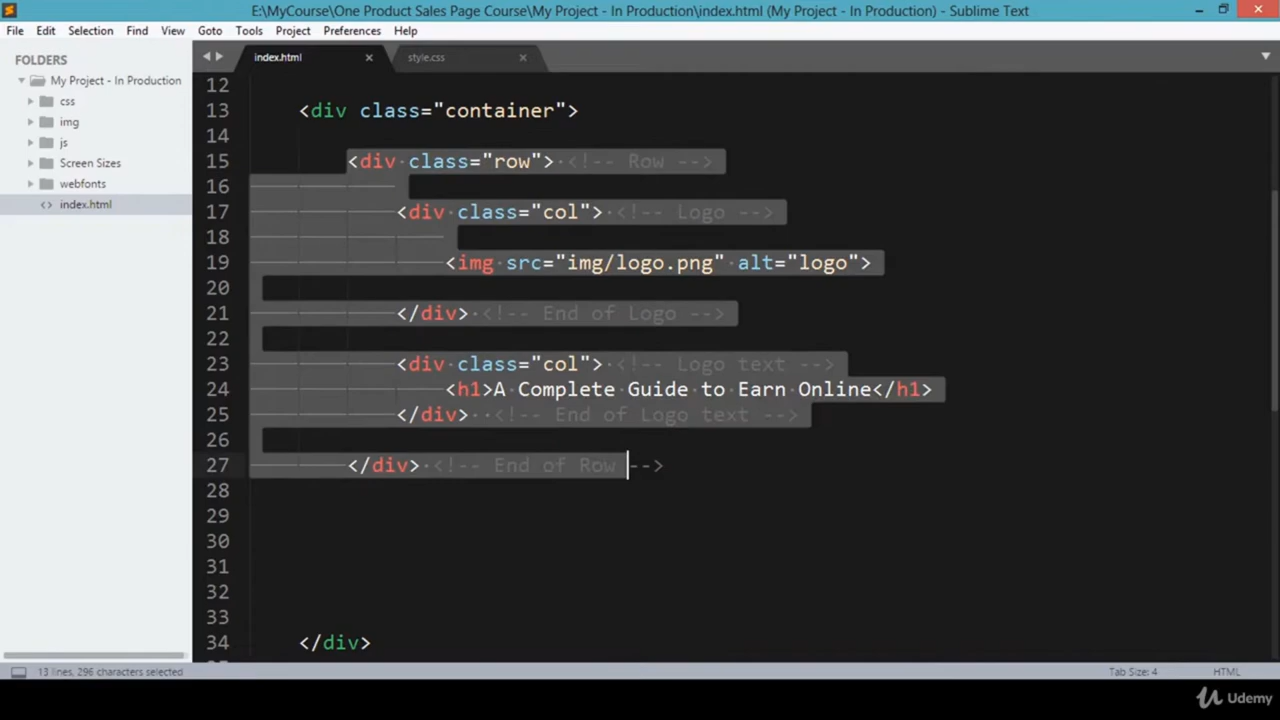 E:\MyCourse\One Product Sales Page Course\My Project - In Production\index.html (My Project - In Production) - Sublime Text
File Edit Selection Find View Goto Tools Project Preferences Help
FOLDERS
My Project - In Production
css
img
js
Screen Sizes
webfonts
index.html
index.html style.css
12
13 <div class="container">
14
15 <div class="row"> <!-- Row -->
16
17 <div class="col"> <!-- Logo -->
18
19 <img src="img/logo.png" alt="logo">
20
21 </div> <!-- End of Logo -->
22
23 <div class="col"> <!-- Logo text -->
24 <h1>A Complete Guide to Earn Online</h1>
25 </div> <!-- End of Logo text -->
26
27 </div> <!-- End of Row -->
28
29
30
31
32
33
34 </div>
13 lines, 296 characters selected Tab Size: 4 HTML
Udemy